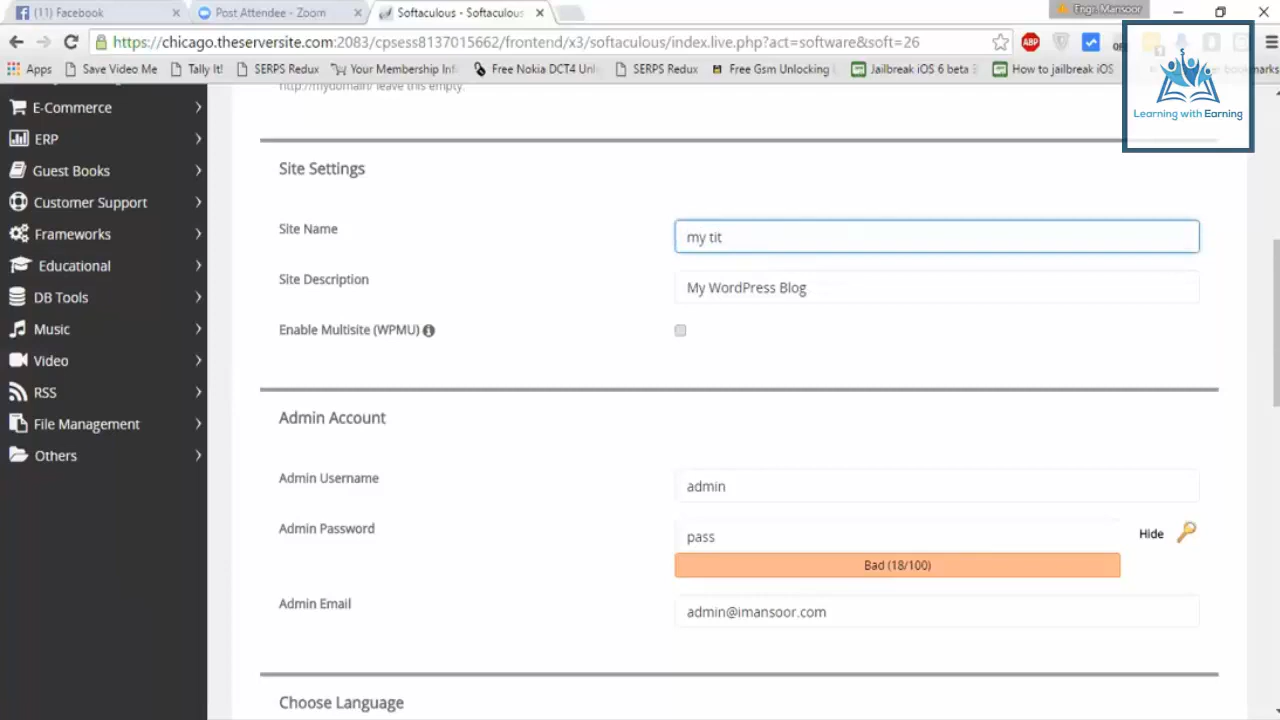 (1) Facebook
Post Attendee - Zoom
Softaculous - Softaculous
Engr. Mansoor
https://chicago.theserversite.com:2083/cpsess8137015662/frontend/x3/softaculous/index.live.php?act=software&soft=26
ABP
Apps
Save Video Me
Tally It!
SERPS Redux
Your Membership Inf
Free Nokia DCT4 Unl
SERPS Redux
Free Gsm Unlocking
Jailbreak iOS 6 beta
How to jailbreak iOS
bookmarks
Learning with Earning
http://mydomain/ leave this empty.
E-Commerce
ERP
Guest Books
Customer Support
Frameworks
Educational
DB Tools
Music
Video
RSS
File Management
Others
Site Settings
Site Name
my tit
Site Description
My WordPress Blog
Enable Multisite (WPMU)
Admin Account
Admin Username
admin
Admin Password
pass
Hide
Bad (18/100)
Admin Email
admin@imansoor.com
Choose Language